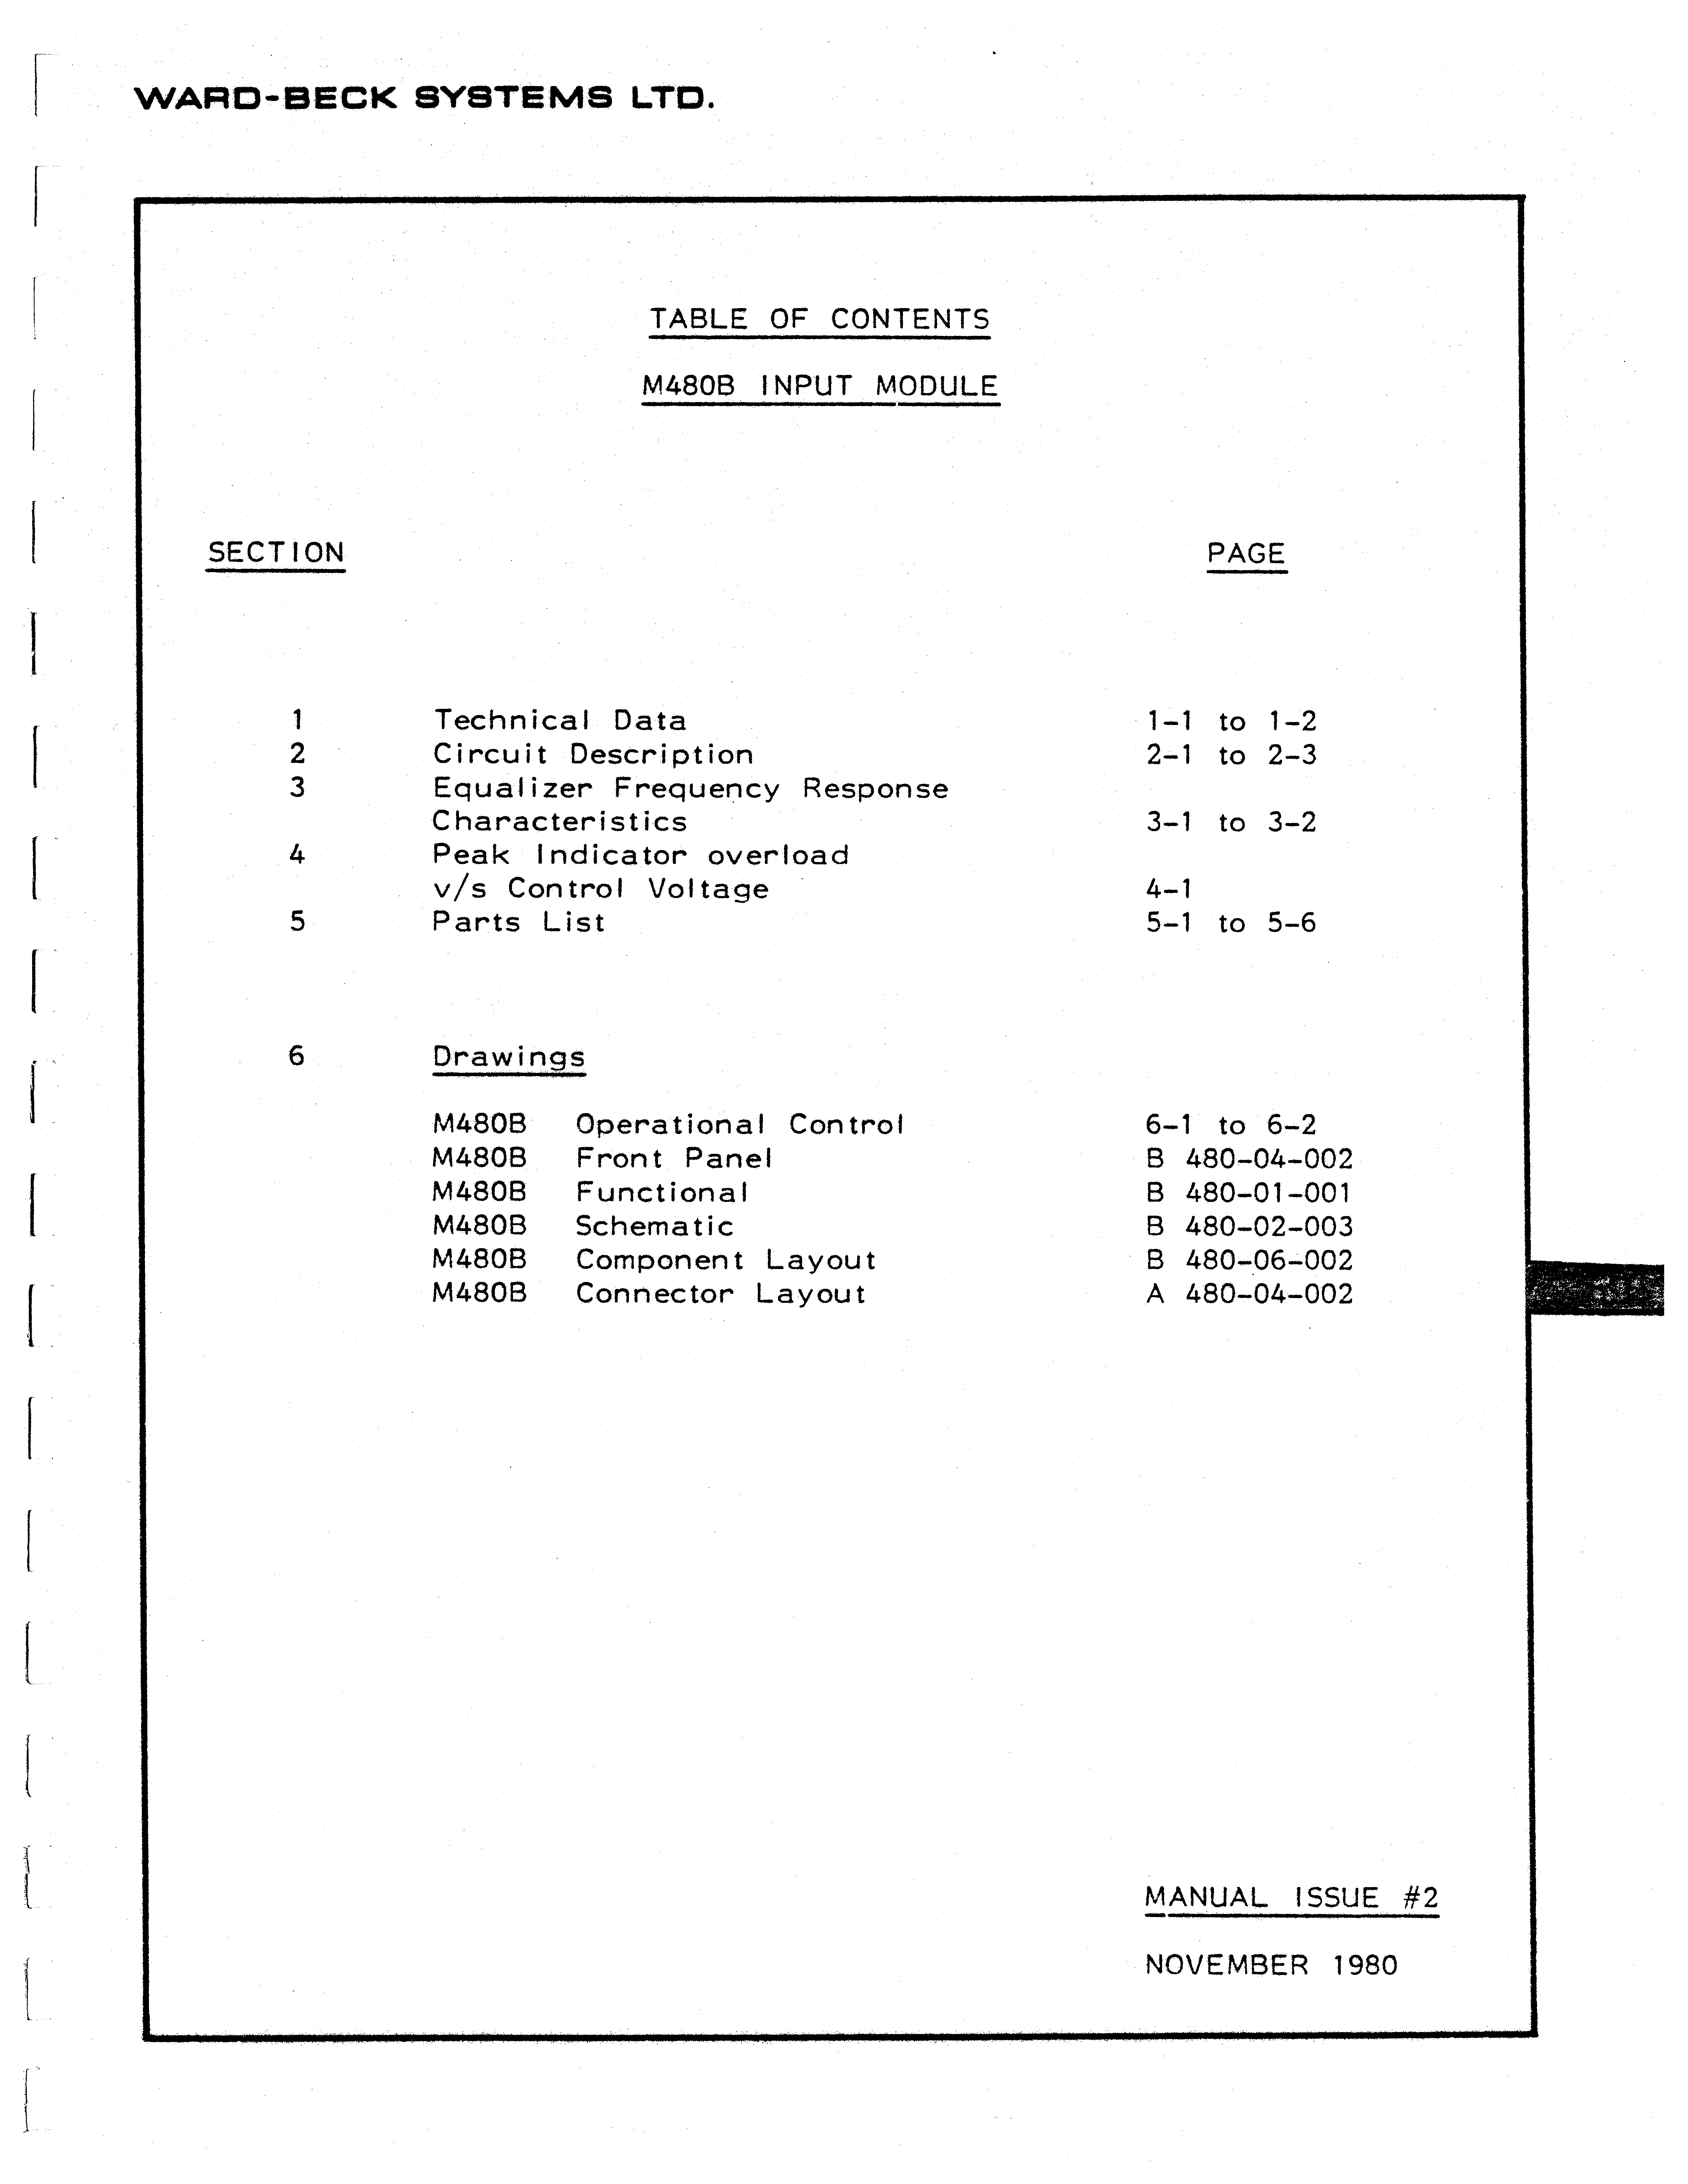 WARD-BECK SYSTEMS LTD.
TABLE OF CONTENTS
M480B INPUT MODULE
SECTION PAGE
1 Technical Data 1-1 to 1-2
2 Circuit Description 2-1 to 2-3
3 Equalizer Frequency Response
Characteristics 3-1 to 3-2
4 Peak Indicator overload
v/s Control Voltage 4-1
5 Parts List 5-1 to 5-6
6 Drawings
M480B Operational Control 6-1 to 6-2
M480B Front Panel B 480-04-002
M480B Functional B 480-01-001
M480B Schematic B 480-02-003
M480B Component Layout B 480-06-002
M480B Connector Layout A 480-04-002
MANUAL ISSUE #2
NOVEMBER 1980